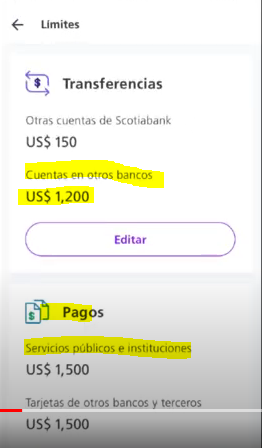 Limites
Transferencias
Otras cuentas de Scotiabank
US$ 150
Cuentas en otros bancos
US$ 1,200
Editar
Pagos
Servicios públicos e instituciones
US$ 1,500
Tarjetas de otros bancos y terceros
US$ 1,500